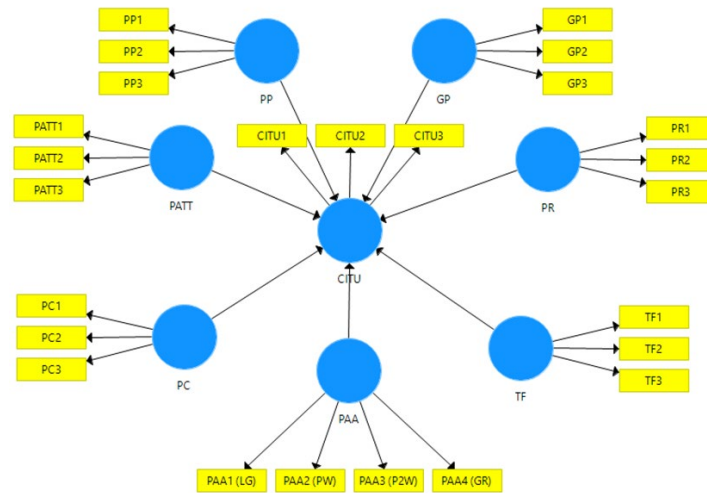 PP1
PP2
PP3
PP
GP1
GP2
GP3
GP
CITU1
CITU2
CITU3
PATT1
PATT2
PATT3
PATT
PR1
PR2
PR3
PR
CITU
PC1
PC2
PC3
PC
TF1
TF2
TF3
TF
PAA
PAA1 (LG)
PAA2 (PW)
PAA3 (P2W)
PAA4 (GR)